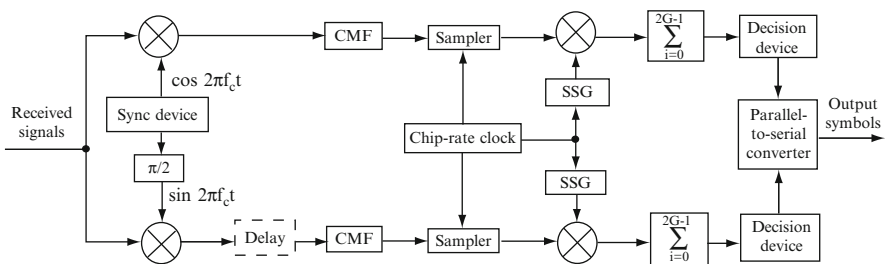 CMF
Sampler
2G-1
∑
i=0
Decision
device
cos 2πf_ct
SSG
Received
signals
Sync device
Chip-rate clock
Parallel-
to-serial
converter
Output
symbols
π/2
SSG
sin 2πf_ct
Delay
CMF
Sampler
2G-1
∑
i=0
Decision
device